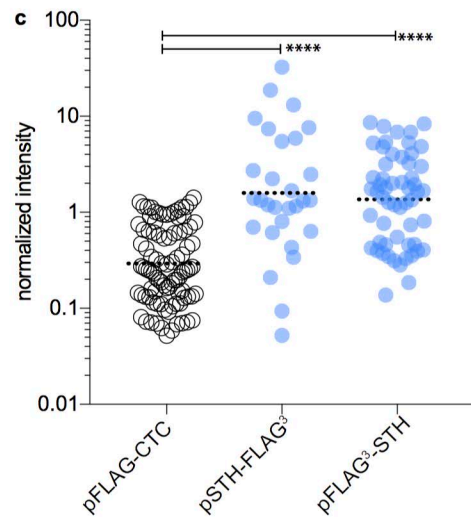 c
100
****
****
10
1
0.1
0.01
normalized intensity
pFLAG-CTC
pSTH-FLAG³
pFLAG³-STH